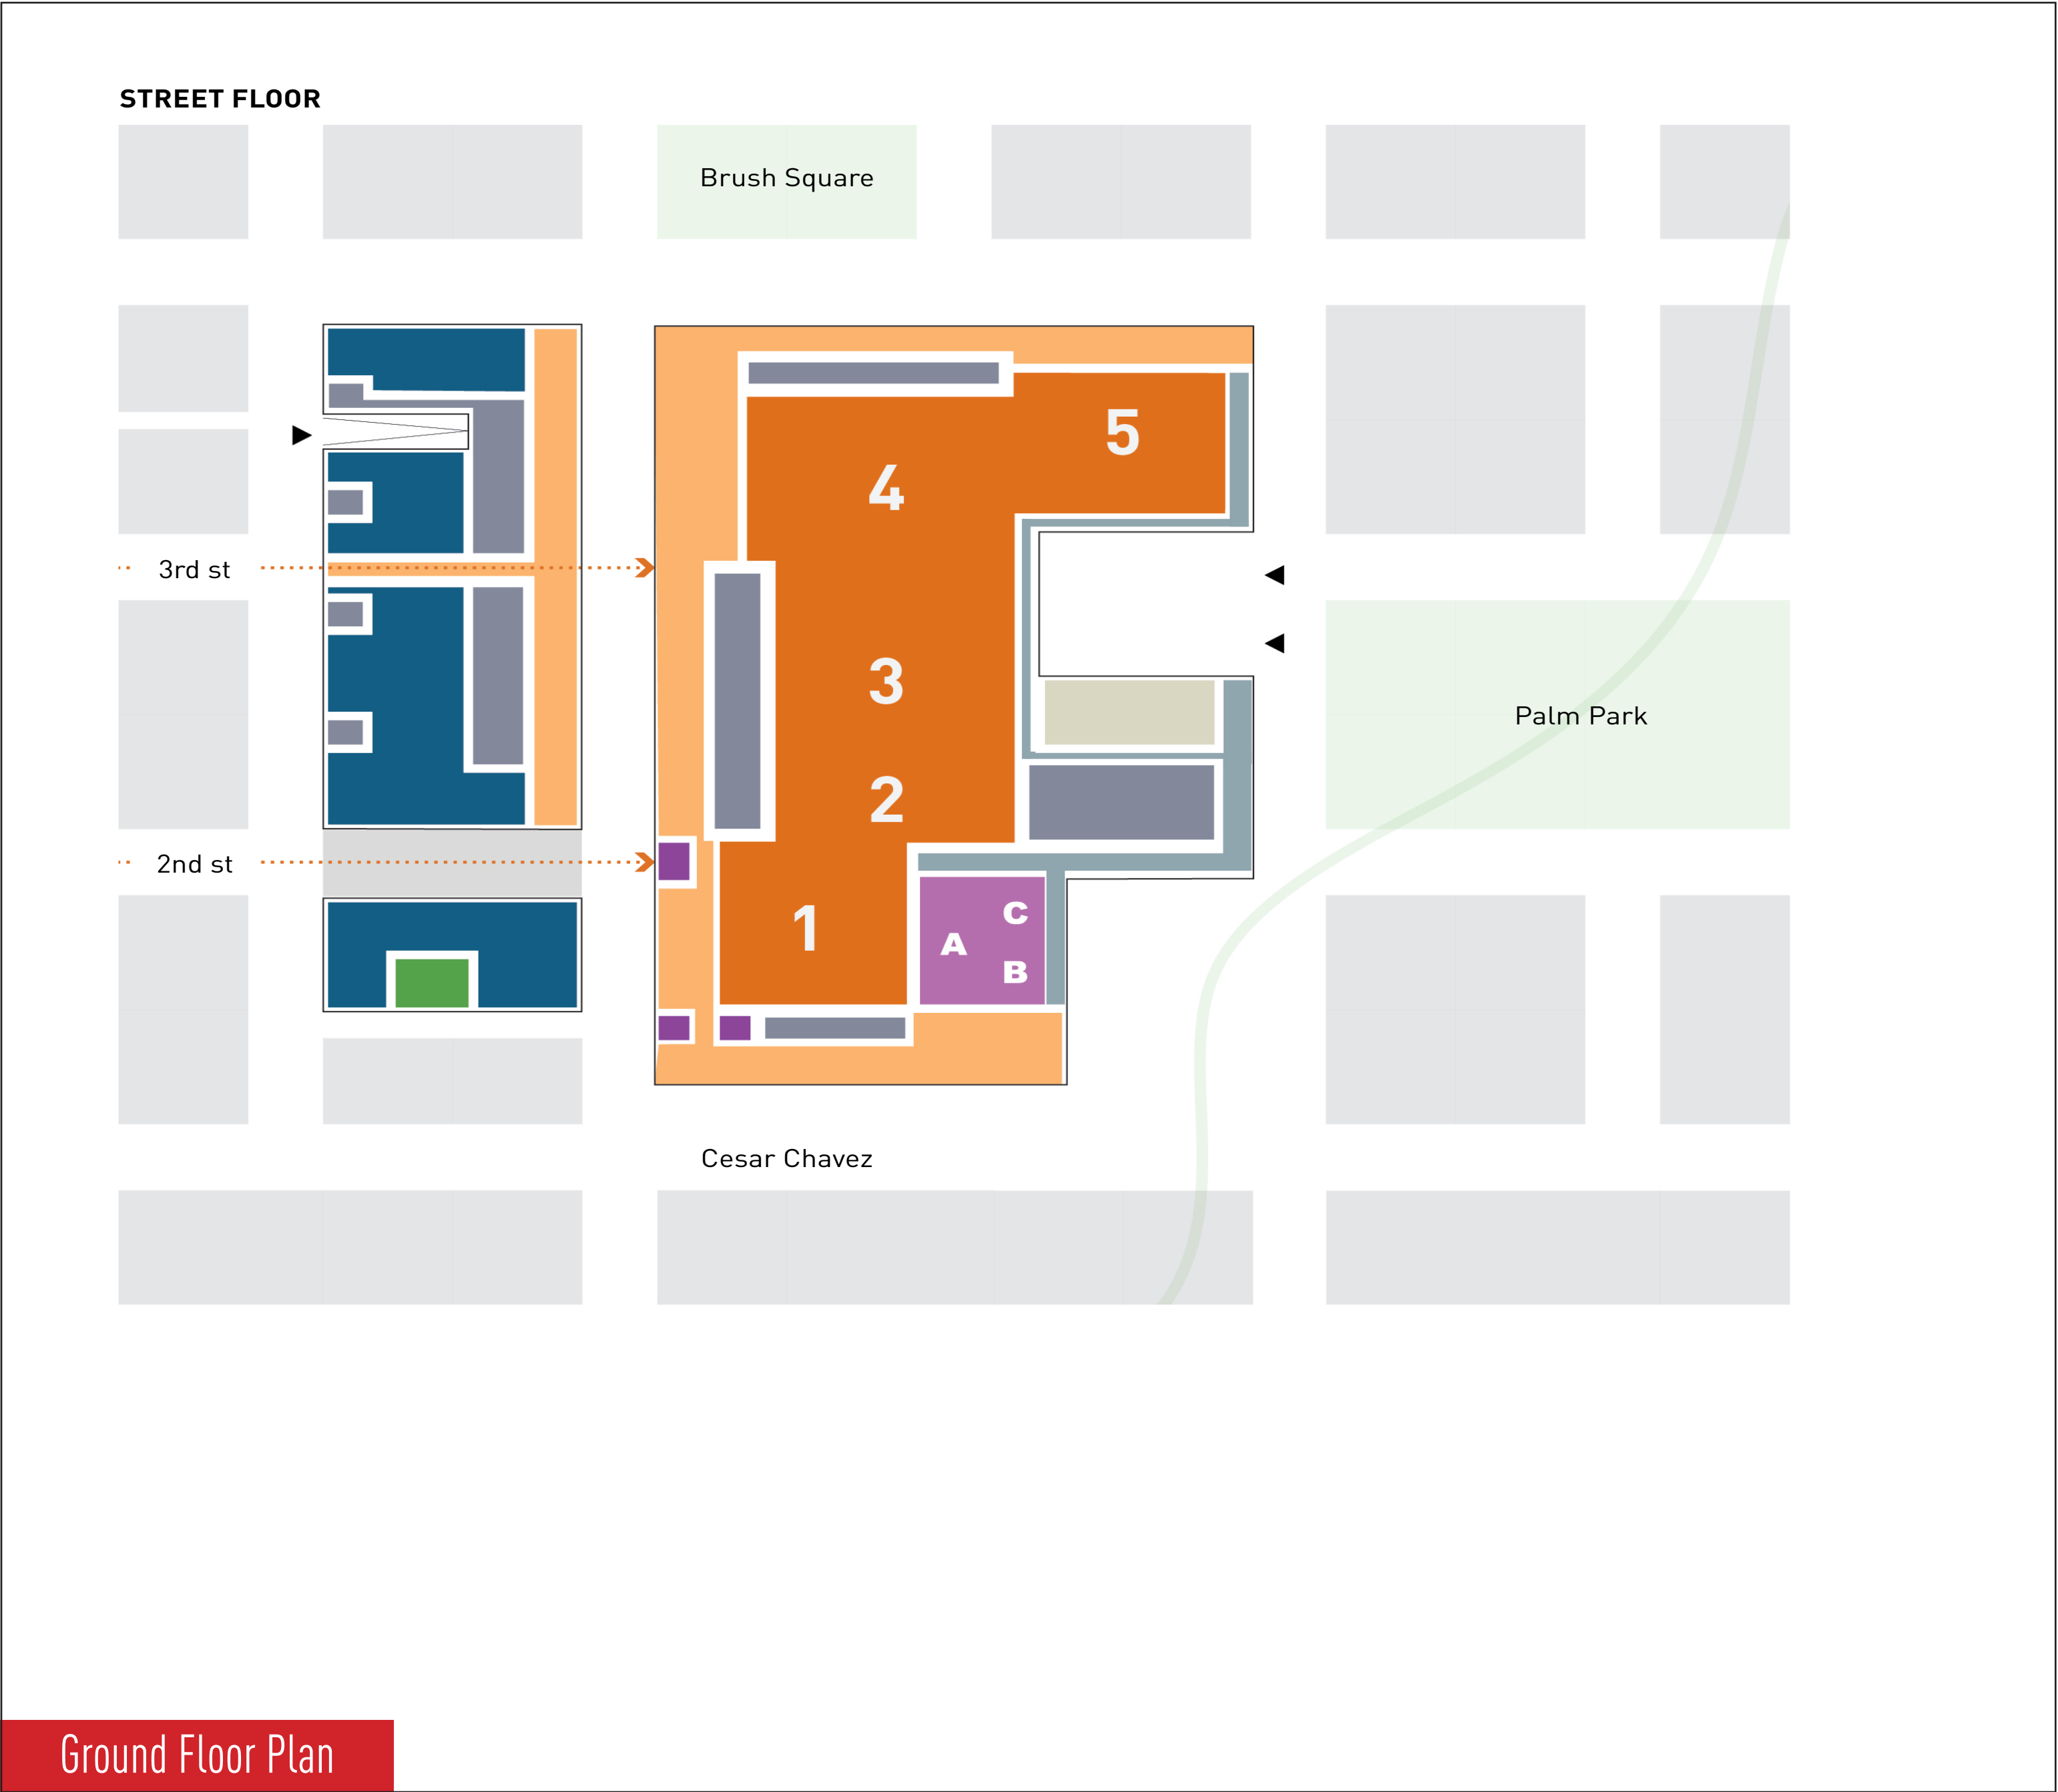 STREET FLOOR
Brush Square
5
4
3rd st
3
Palm Park
2
2nd st
1
C
A
B
Cesar Chavez
Ground Floor Plan